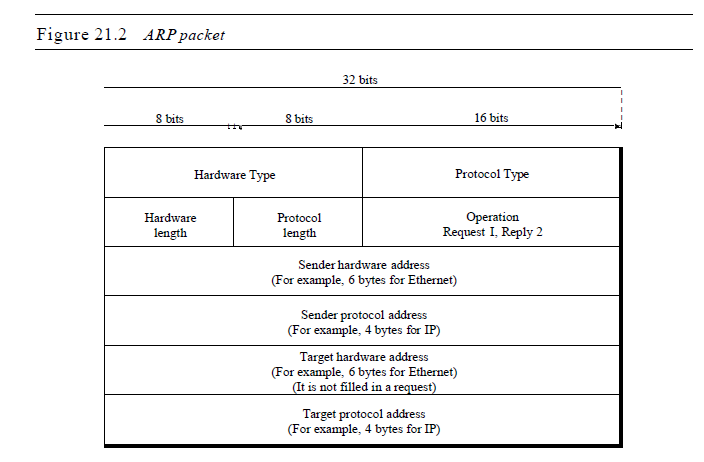 Figure 21.2 ARP packet
32 bits
8 bits 8 bits 16 bits
Hardware Type Protocol Type
Hardware
length
Protocol
length
Operation
Request I, Reply 2
Sender hardware address
(For example, 6 bytes for Ethernet)
Sender protocol address
(For example, 4 bytes for IP)
Target hardware address
(For example, 6 bytes for Ethernet)
(It is not filled in a request)
Target protocol address
(For example, 4 bytes for IP)